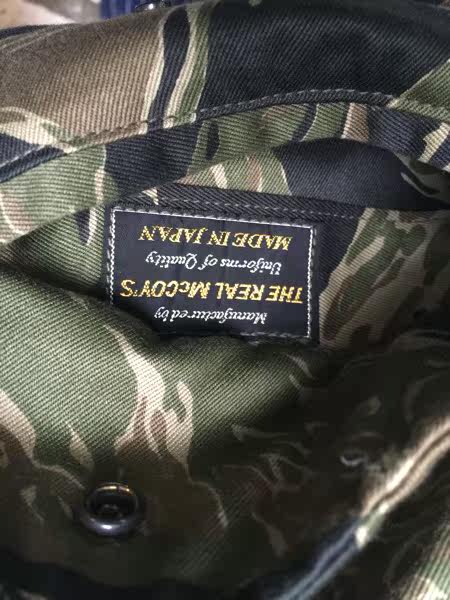 Manufactured by
THE REAL McCOY'S
Uniforms of Quality
MADE IN JAPAN